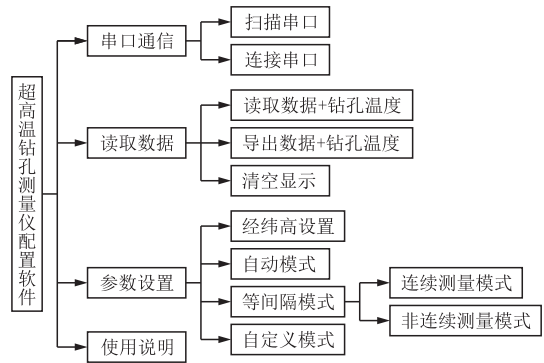 超高温钻孔测量仪配置软件
串口通信
扫描串口
连接串口
读取数据
读取数据+钻孔温度
导出数据+钻孔温度
清空显示
参数设置
经纬高设置
自动模式
等间隔模式
连续测量模式
非连续测量模式
自定义模式
使用说明